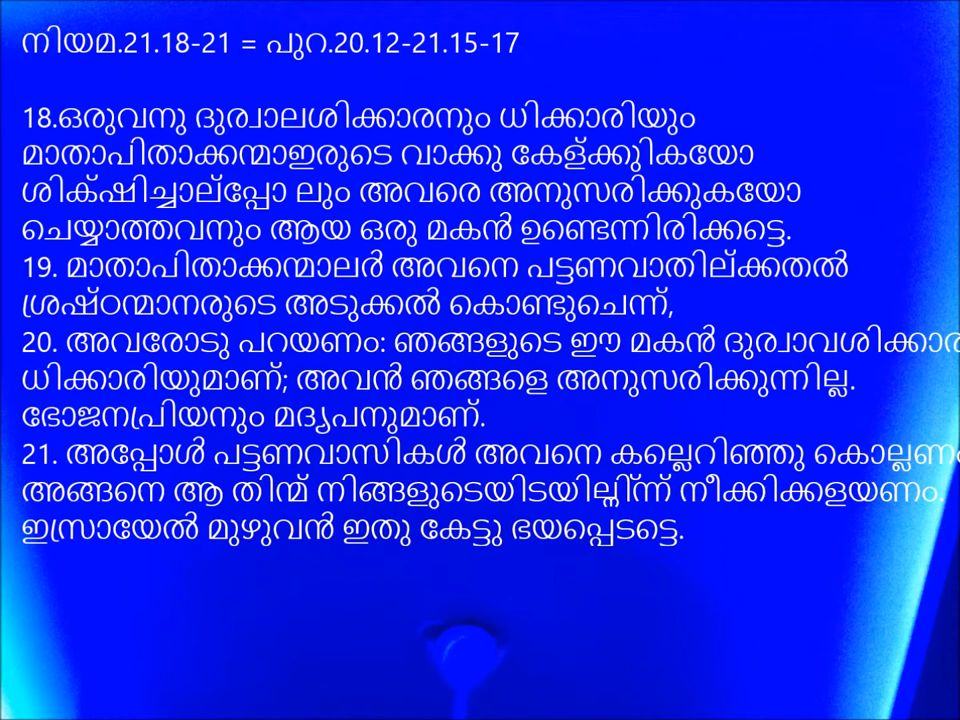 നിയമ.21.18-21 = പുറ.20.12-21.15-17
18.ഒരുവനു ദുര്വാലശിക്കാരനും ധിക്കാരിയും
മാതാപിതാക്കന്മാഇരുടെ വാക്കു കേള്ക്കുികയോ
ശിക്ഷിച്ചാല്പ്പോ ലും അവരെ അനുസരിക്കുകയോ
ചെയ്യാത്തവനും ആയ ഒരു മകൻ ഉണ്ടെന്നിരിക്കട്ടെ.
19. മാതാപിതാക്കന്മാലർ അവനെ പട്ടണവാതില്ക്കതൽ
ശ്രഷ്ഠന്മാനരുടെ അടുക്കൽ കൊണ്ടുചെന്ന്,
20. അവരോടു പറയണം: ഞങ്ങളുടെ ഈ മകൻ ദുര്വാവശിക്കാര
ധിക്കാരിയുമാണ്; അവൻ ഞങ്ങളെ അനുസരിക്കുന്നില്ല.
ഭോജനപ്രിയനും മദ്യപനുമാണ്.
21. അപ്പോൾ പട്ടണവാസികൾ അവനെ കല്ലെറിഞ്ഞു കൊല്ലണം
അങ്ങനെ ആ തിന്മ് നിങ്ങളുടെയിടയില്നി്ന്ന് നീക്കിക്കളയണം.
ഇസ്രായേൽ മുഴുവൻ ഇതു കേട്ടു ഭയപ്പെടട്ടെ.